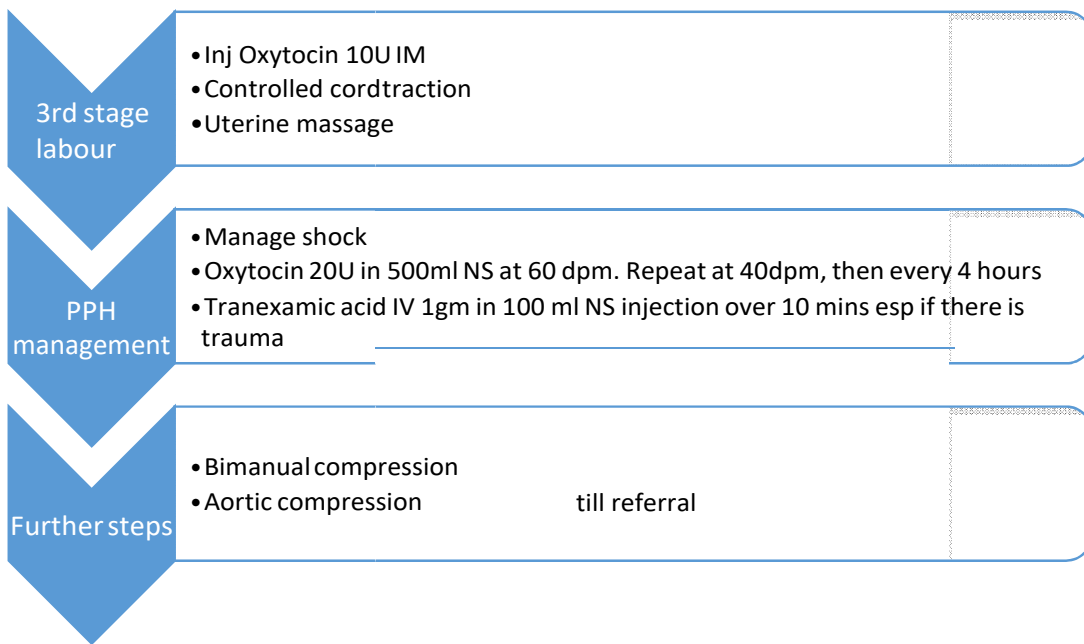 3rd stage
labour
•Inj Oxytocin 10U IM
•Controlled cordtraction
•Uterine massage
PPH
management
•Manage shock
•Oxytocin 20U in 500ml NS at 60 dpm. Repeat at 40dpm, then every 4 hours
•Tranexamic acid IV 1gm in 100 ml NS injection over 10 mins esp if there is
trauma
Further steps
•Bimanual compression
•Aortic compression till referral